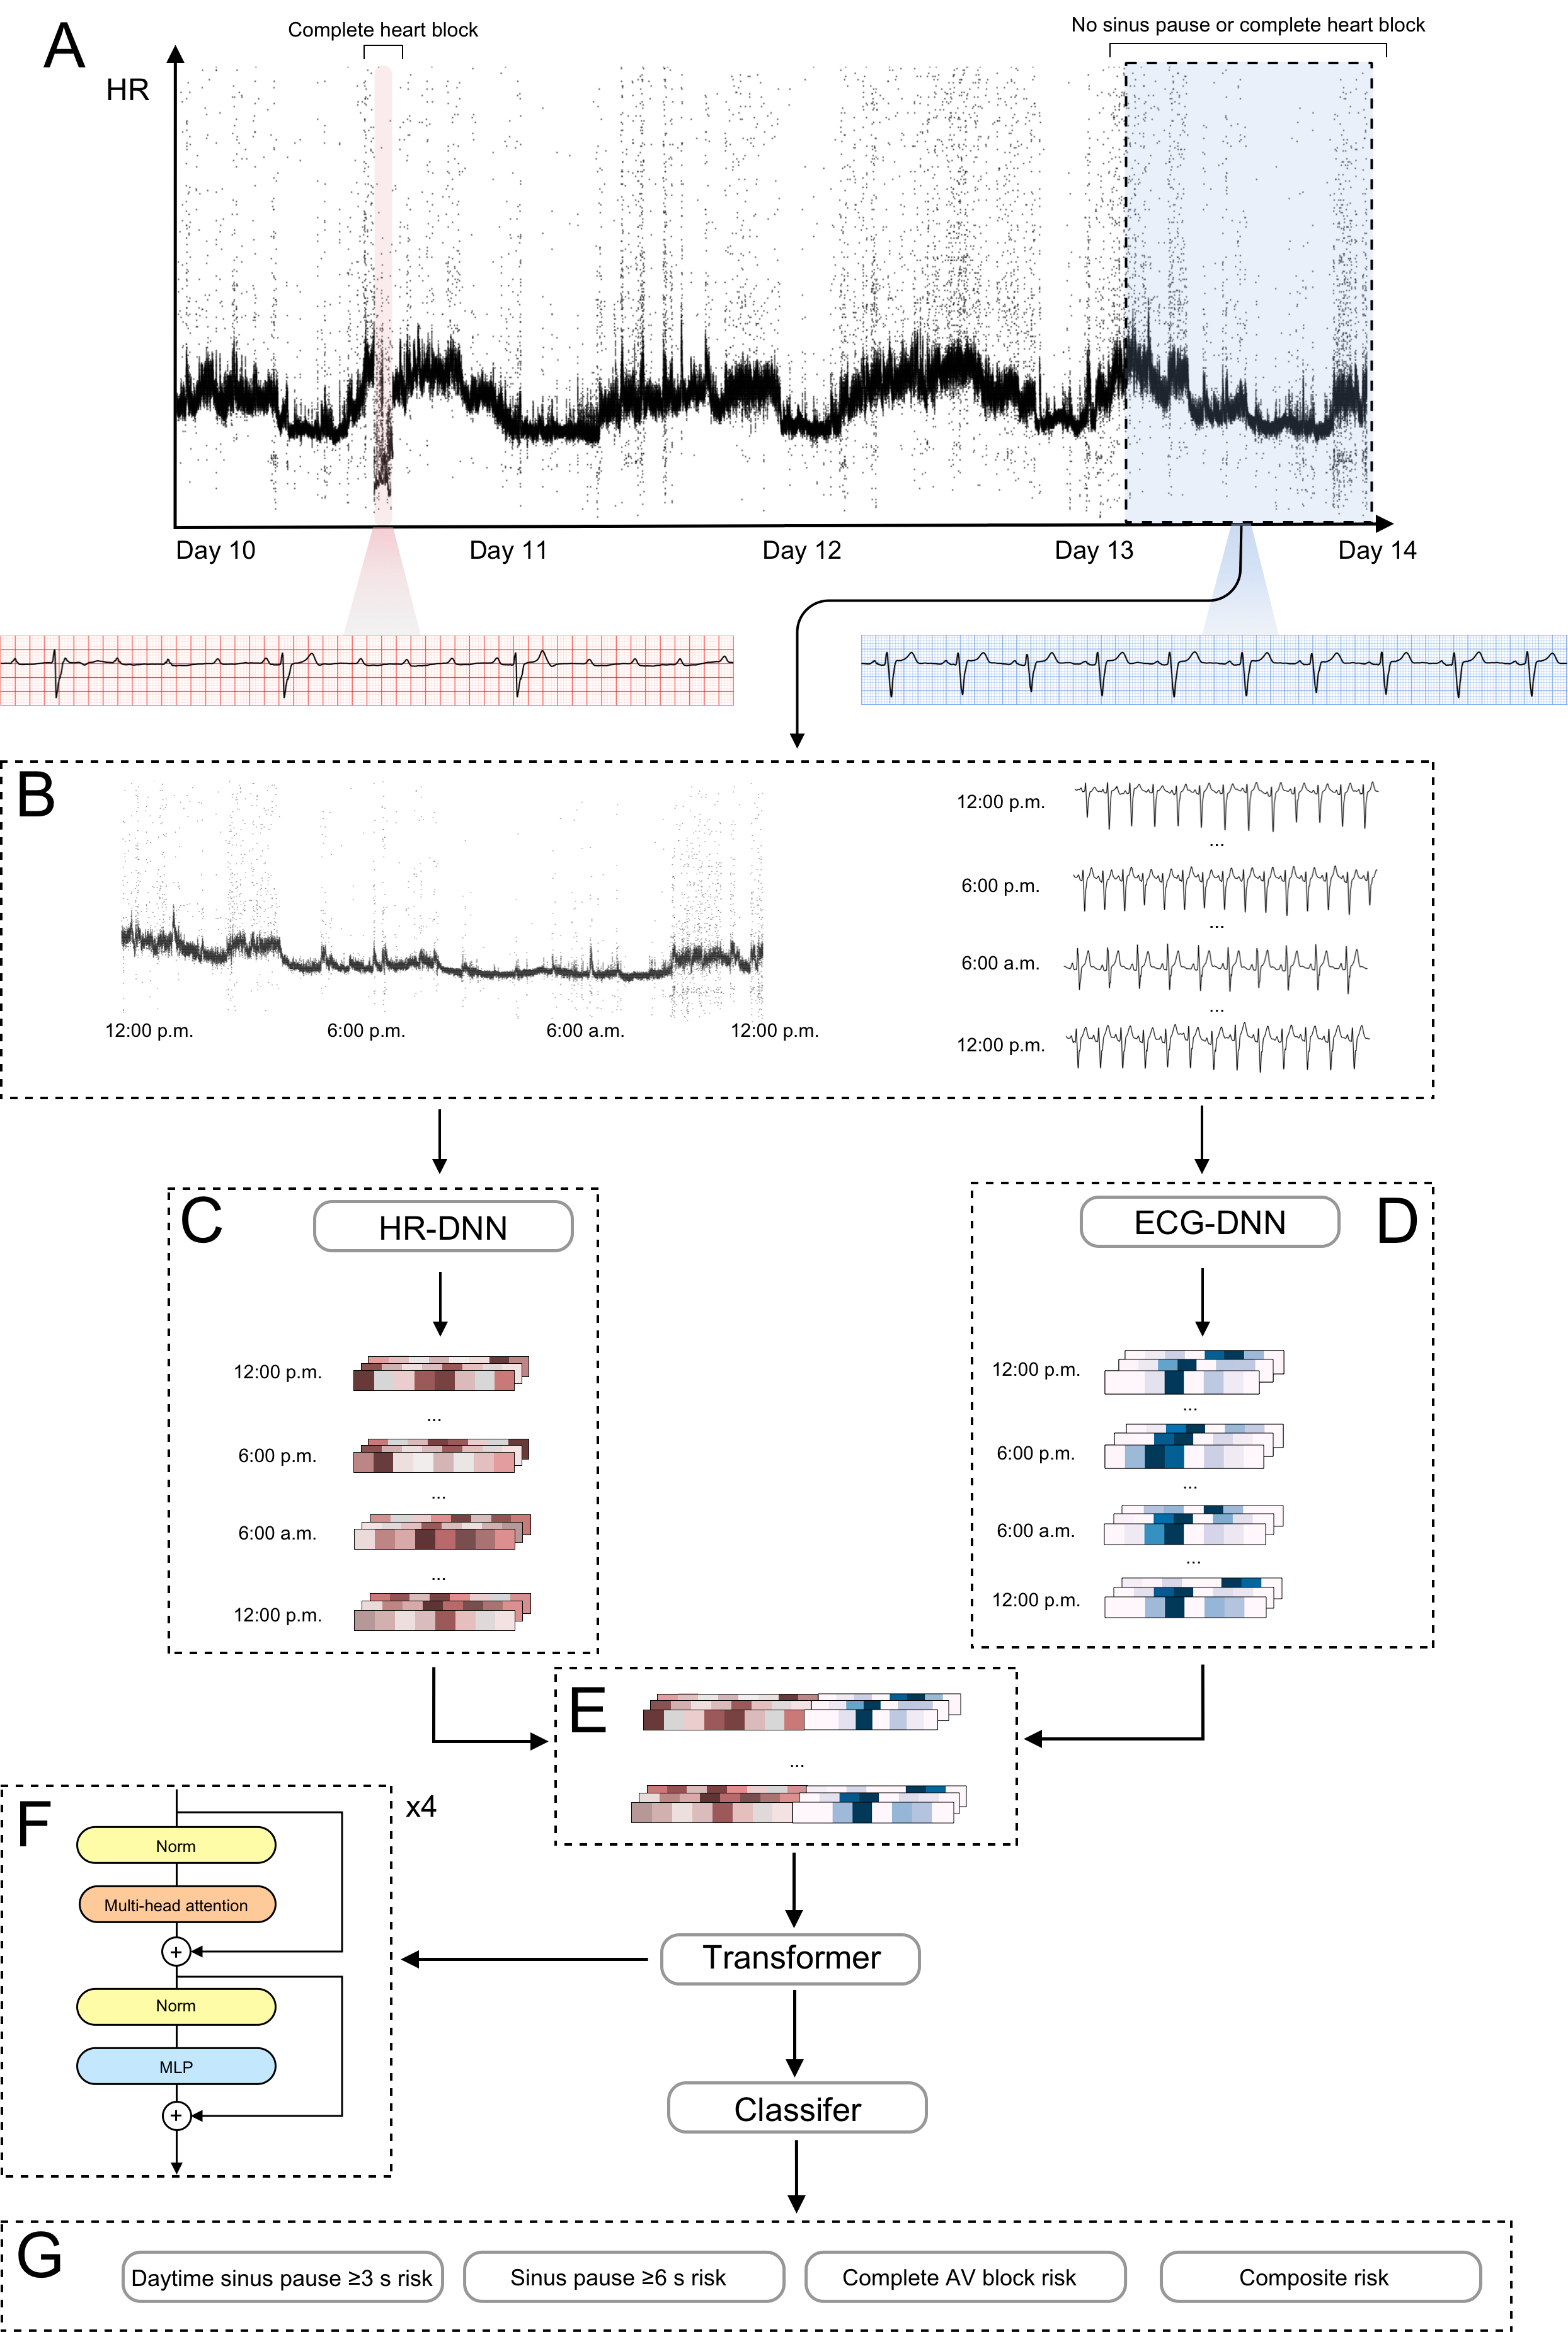 A
Complete heart block
No sinus pause or complete heart block
HR
Day 10
Day 11
Day 12
Day 13
Day 14
B
12:00 p.m.
6:00 p.m.
6:00 a.m.
12:00 p.m.
12:00 p.m.
...
6:00 p.m.
...
6:00 a.m.
...
12:00 p.m.
C
HR-DNN
12:00 p.m.
...
6:00 p.m.
...
6:00 a.m.
...
12:00 p.m.
D
ECG-DNN
12:00 p.m.
...
6:00 p.m.
...
6:00 a.m.
...
12:00 p.m.
E
...
F
x4
Norm
Multi-head attention
+
Norm
MLP
+
Transformer
Classifer
G
Daytime sinus pause ≥3 s risk
Sinus pause ≥6 s risk
Complete AV block risk
Composite risk